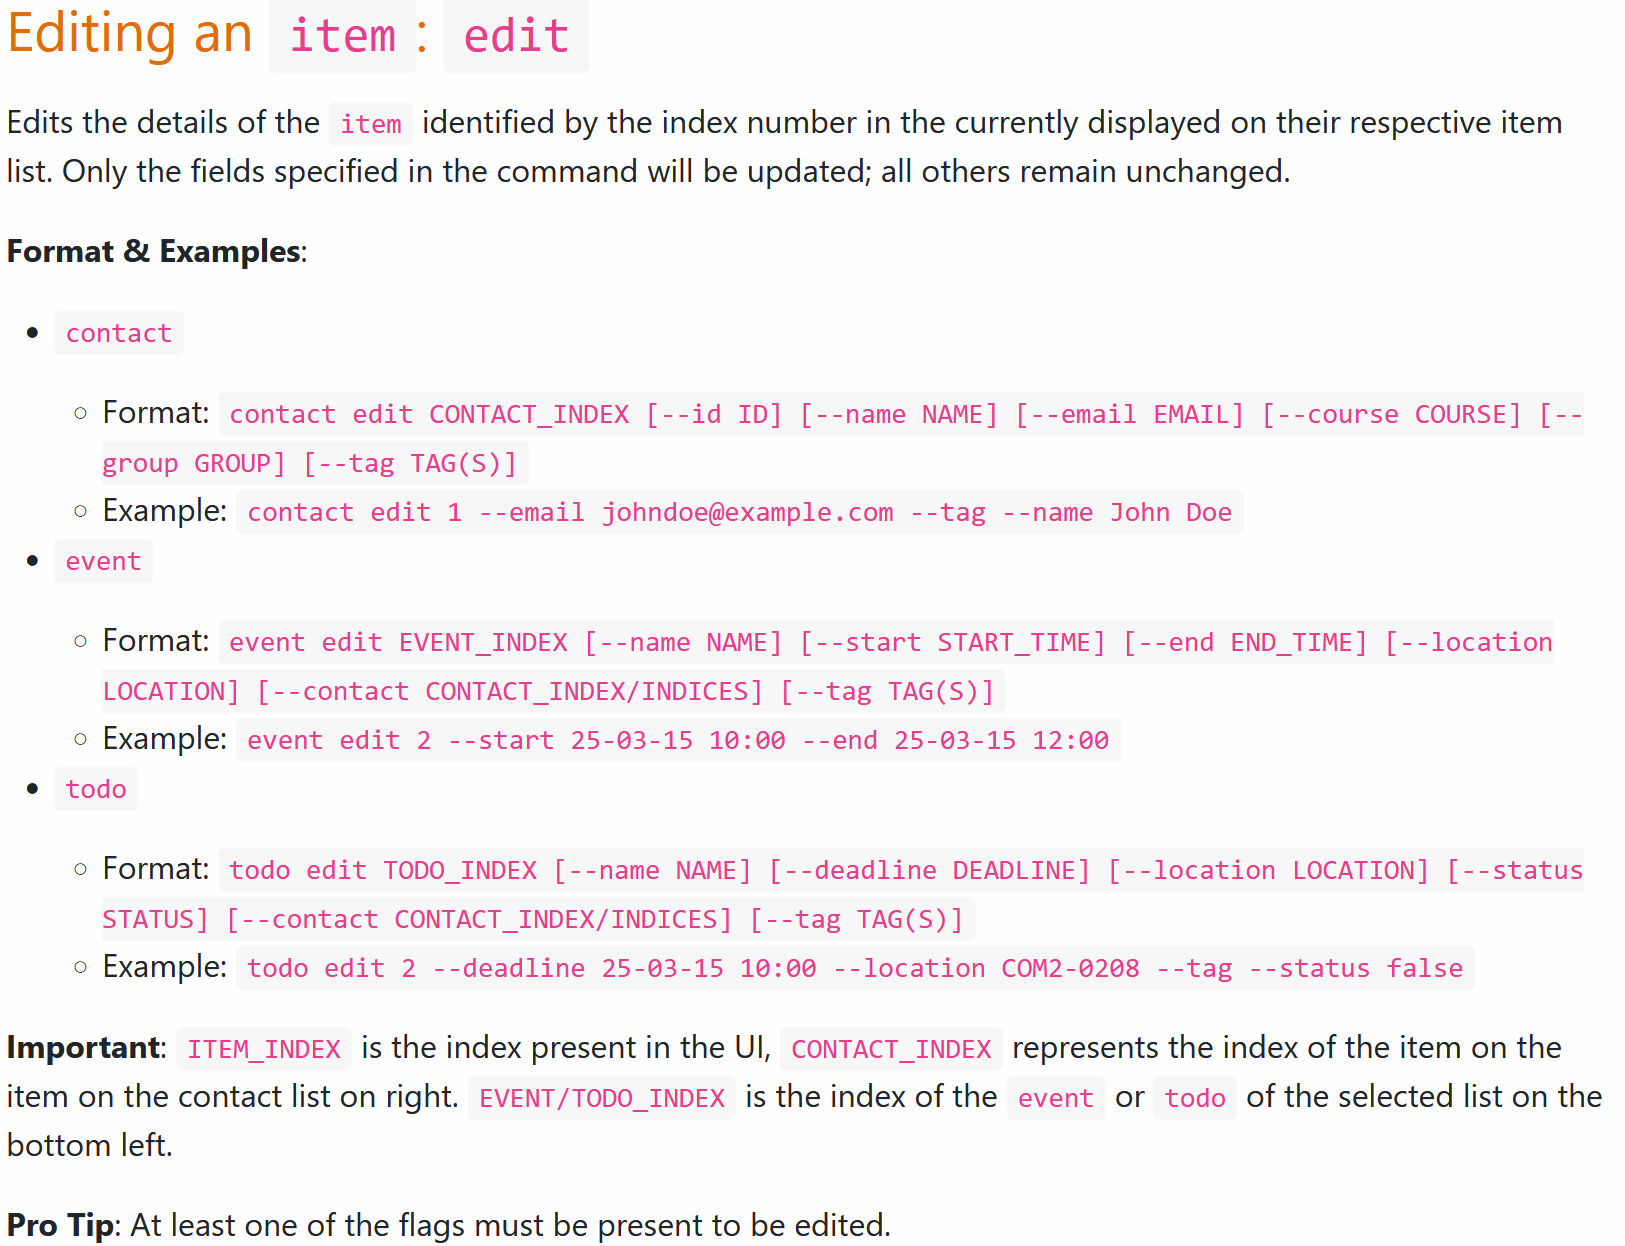 Editing an item: edit
Edits the details of the item identified by the index number in the currently displayed on their respective item
list. Only the fields specified in the command will be updated; all others remain unchanged.
Format & Examples:
• contact
○ Format: contact edit CONTACT_INDEX [--id ID] [--name NAME] [--email EMAIL] [--course COURSE] [--
group GROUP] [--tag TAG(S)]
○ Example: contact edit 1 --email johndoe@example.com --tag --name John Doe
• event
○ Format: event edit EVENT_INDEX [--name NAME] [--start START_TIME] [--end END_TIME] [--location
LOCATION] [--contact CONTACT_INDEX/INDICES] [--tag TAG(S)]
○ Example: event edit 2 --start 25-03-15 10:00 --end 25-03-15 12:00
• todo
○ Format: todo edit TODO_INDEX [--name NAME] [--deadline DEADLINE] [--location LOCATION] [--status
STATUS] [--contact CONTACT_INDEX/INDICES] [--tag TAG(S)]
○ Example: todo edit 2 --deadline 25-03-15 10:00 --location COM2-0208 --tag --status false
Important: ITEM_INDEX is the index present in the UI, CONTACT_INDEX represents the index of the item on the
item on the contact list on right. EVENT/TODO_INDEX is the index of the event or todo of the selected list on the
bottom left.
Pro Tip: At least one of the flags must be present to be edited.